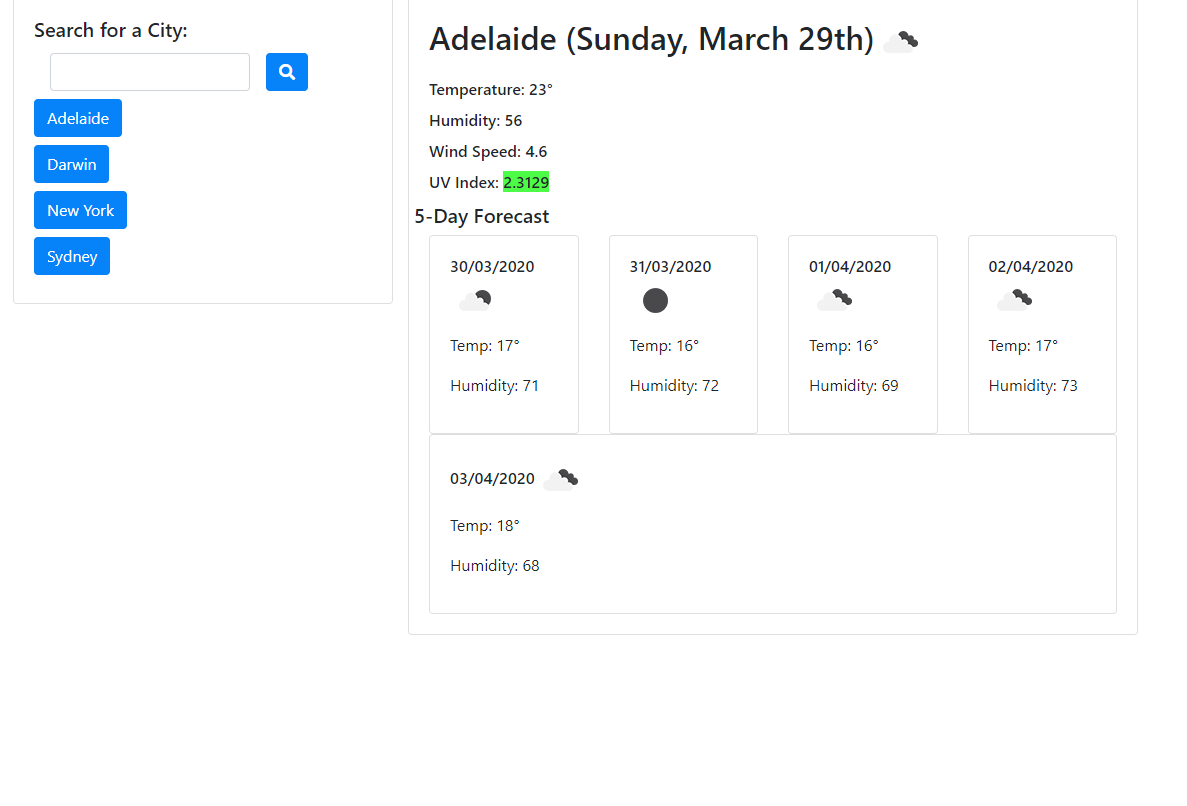 Search for a City:
Adelaide
Darwin
New York
Sydney
Adelaide (Sunday, March 29th)
Temperature: 23°
Humidity: 56
Wind Speed: 4.6
UV Index: 2.3129
5-Day Forecast
30/03/2020
Temp: 17°
Humidity: 71
31/03/2020
Temp: 16°
Humidity: 72
01/04/2020
Temp: 16°
Humidity: 69
02/04/2020
Temp: 17°
Humidity: 73
03/04/2020
Temp: 18°
Humidity: 68